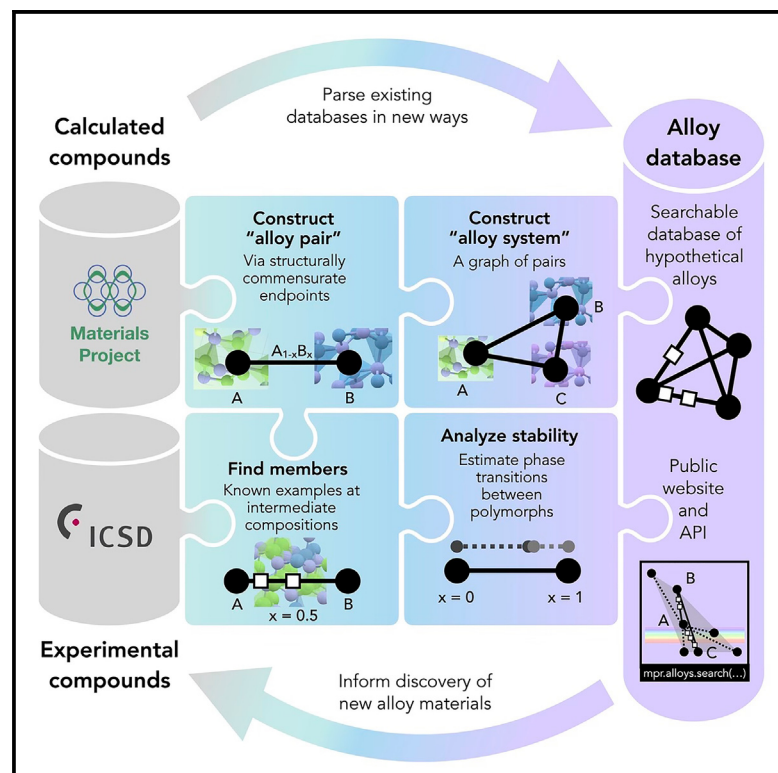 Parse existing
databases in new ways
Calculated
compounds
Materials
Project
Construct
"alloy pair"
Via structurally
commensurate
endpoints
A₁₋ₓBₓ
A
B
Construct
"alloy system"
A graph of pairs
B
A
C
Alloy
database
Searchable
database of
hypothetical
alloys
ICSD
Find members
Known examples at
intermediate
compositions
A
B
x = 0.5
Analyze stability
Estimate phase
transitions
between
polymorphs
x = 0
x = 1
Public
website
and
API
B
A
C
mpr.alloys.search(...)
Experimental
compounds
Inform discovery of
new alloy materials